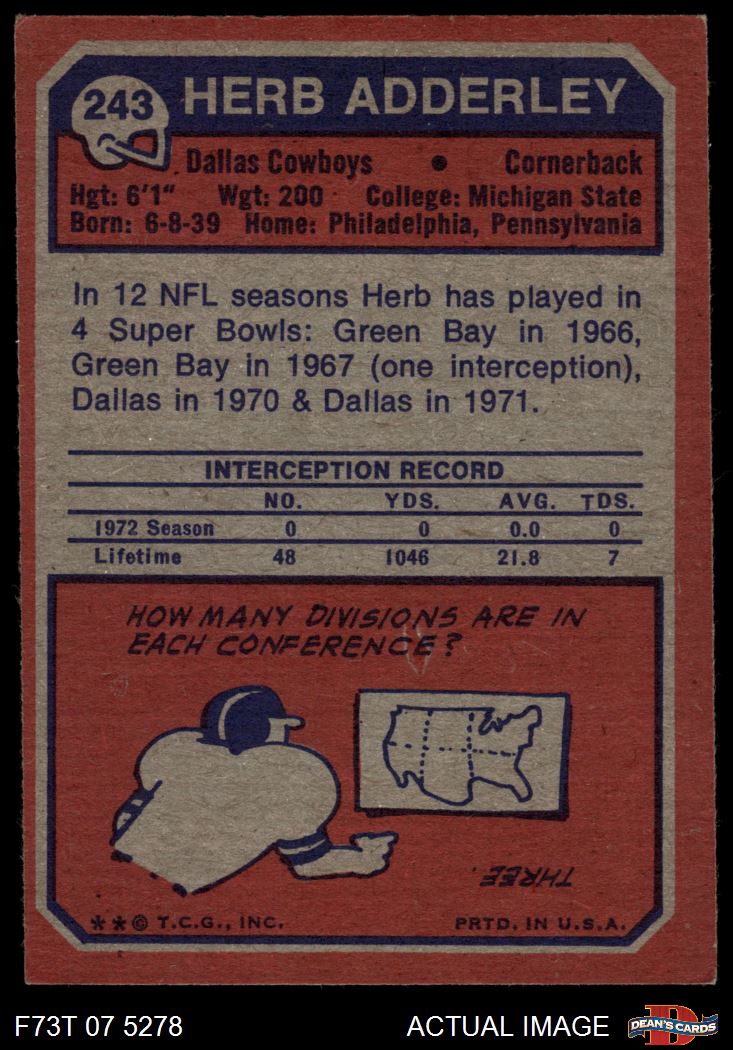 243
HERB ADDERLEY
Dallas Cowboys • Cornerback
Hgt: 6'1" Wgt: 200 College: Michigan State
Born: 6-8-39 Home: Philadelphia, Pennsylvania
In 12 NFL seasons Herb has played in
4 Super Bowls: Green Bay in 1966,
Green Bay in 1967 (one interception),
Dallas in 1970 & Dallas in 1971.
INTERCEPTION RECORD
NO. YDS. AVG. TDS.
1972 Season 0 0 0.0 0
Lifetime 48 1046 21.8 7
HOW MANY DIVISIONS ARE IN
EACH CONFERENCE?
THREE.
**© T.C.G., INC. PRTD. IN U.S.A.
F73T 07 5278 ACTUAL IMAGE D DEAN'S CARDS